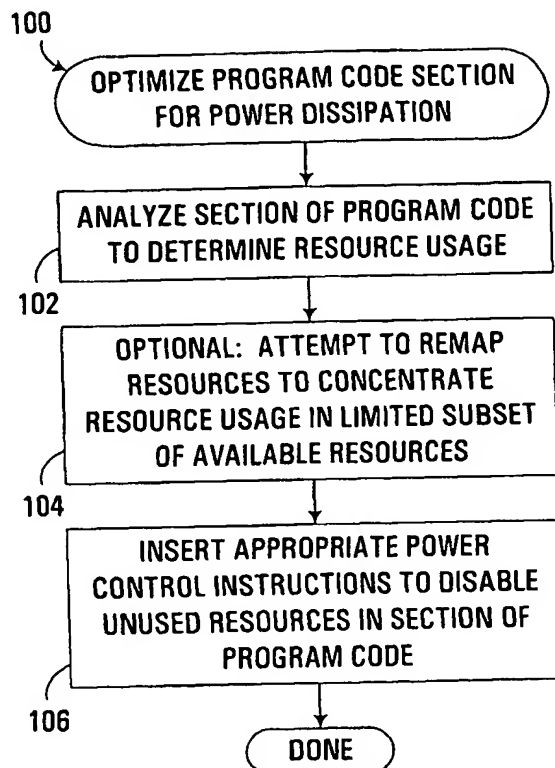 100
OPTIMIZE PROGRAM CODE SECTION
FOR POWER DISSIPATION
ANALYZE SECTION OF PROGRAM CODE
TO DETERMINE RESOURCE USAGE
102
OPTIONAL: ATTEMPT TO REMAP
RESOURCES TO CONCENTRATE
RESOURCE USAGE IN LIMITED SUBSET
OF AVAILABLE RESOURCES
104
INSERT APPROPRIATE POWER
CONTROL INSTRUCTIONS TO DISABLE
UNUSED RESOURCES IN SECTION OF
PROGRAM CODE
106
DONE